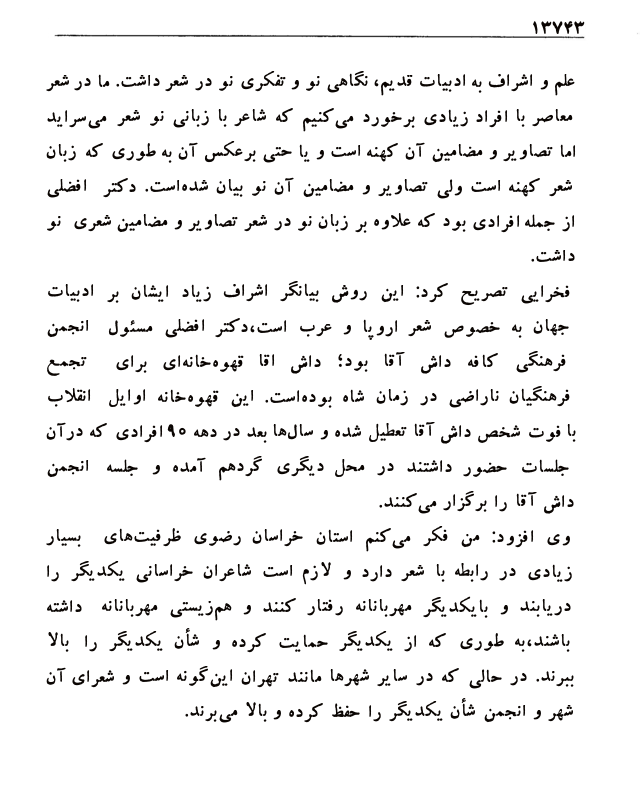 ۱۳۷۴۳
علم و اشراف به ادبیات قدیم، نگاهی نو و تفکری نو در شعر داشت. ما در شعر
معاصر با افراد زیادی برخورد می‌کنیم که شاعر با زبانی نو شعر می‌سراید
اما تصاویر و مضامین آن کهنه است و یا حتی برعکس آن به طوری که زبان
شعر کهنه است ولی تصاویر و مضامین آن نو بیان شده‌است. دکتر افضلی
از جمله افرادی بود که علاوه بر زبان نو در شعر تصاویر و مضامین شعری نو
داشت.
فخرایی تصریح کرد: این روش بیانگر اشراف زیاد ایشان بر ادبیات
جهان به خصوص شعر اروپا و عرب است،دکتر افضلی مسئول انجمن
فرهنگی کافه داش آقا بود؛ داش اقا قهوه‌خانه‌ای برای تجمع
فرهنگیان ناراضی در زمان شاه بوده‌است. این قهوه‌خانه اوایل انقلاب
با فوت شخص داش آقا تعطیل شده و سال‌ها بعد در دهه ۹۰ افرادی که درآن
جلسات حضور داشتند در محل دیگری گردهم آمده و جلسه انجمن
داش آقا را برگزار می‌کنند.
وی افزود: من فکر می‌کنم استان خراسان رضوی ظرفیت‌های بسیار
زیادی در رابطه با شعر دارد و لازم است شاعران خراسانی یکدیگر را
دریابند و بایکدیگر مهربانانه رفتار کنند و هم‌زیستی مهربانانه داشته
باشند،به طوری که از یکدیگر حمایت کرده و شأن یکدیگر را بالا
ببرند. در حالی که در سایر شهرها مانند تهران این‌گونه است و شعرای آن
شهر و انجمن شأن یکدیگر را حفظ کرده و بالا می‌برند.